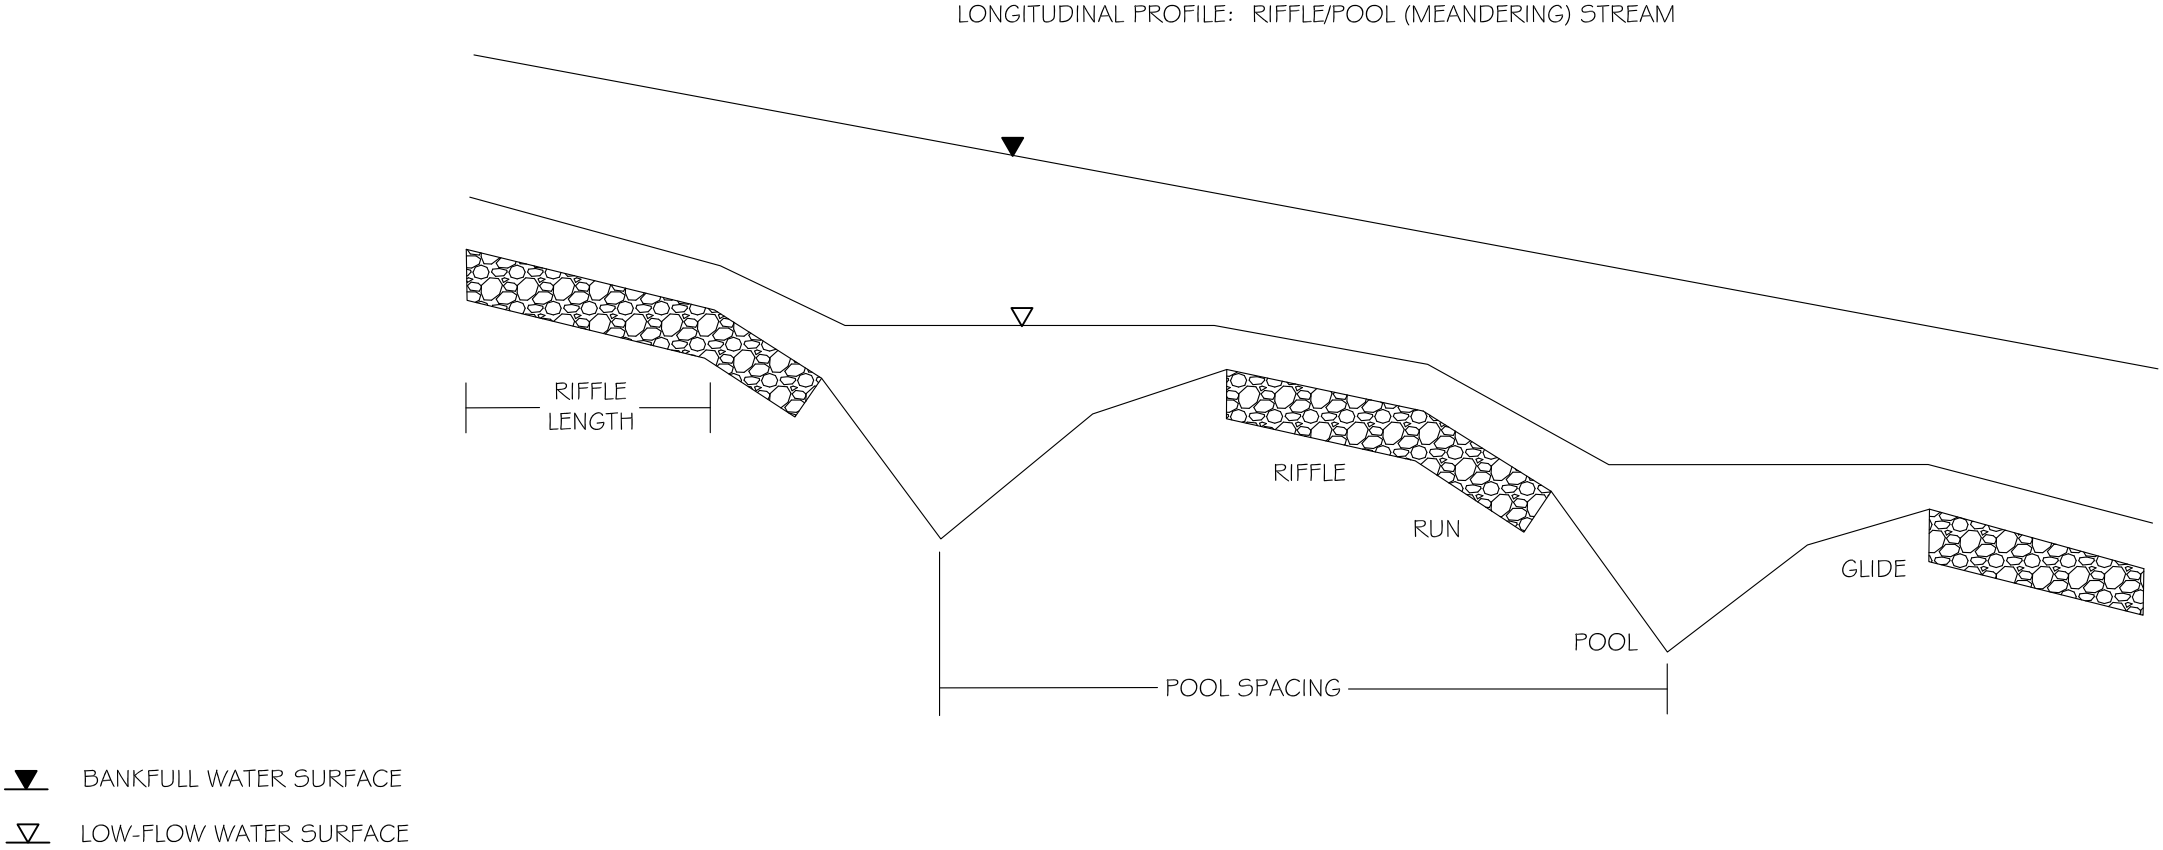 LONGITUDINAL PROFILE: RIFFLE/POOL (MEANDERING) STREAM
RIFFLE
LENGTH
RIFFLE
RUN
GLIDE
POOL
POOL SPACING
BANKFULL WATER SURFACE
LOW-FLOW WATER SURFACE